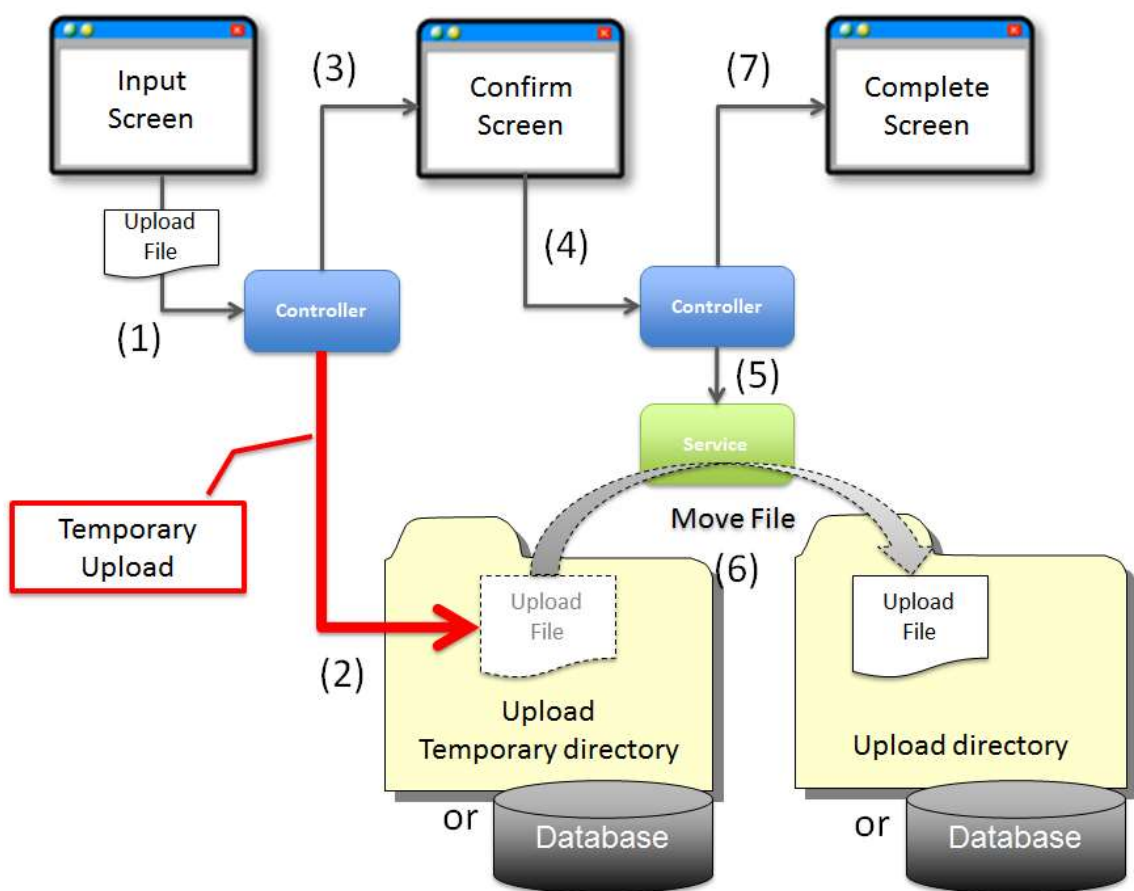 Input
Screen
(3)
Confirm
Screen
(7)
Complete
Screen
Upload
File
(1)
Controller
(4)
Controller
(5)
Service
Temporary
Upload
Move File
(6)
(2)
Upload
File
Upload
Temporary directory
Upload
File
Upload directory
or
Database
or
Database